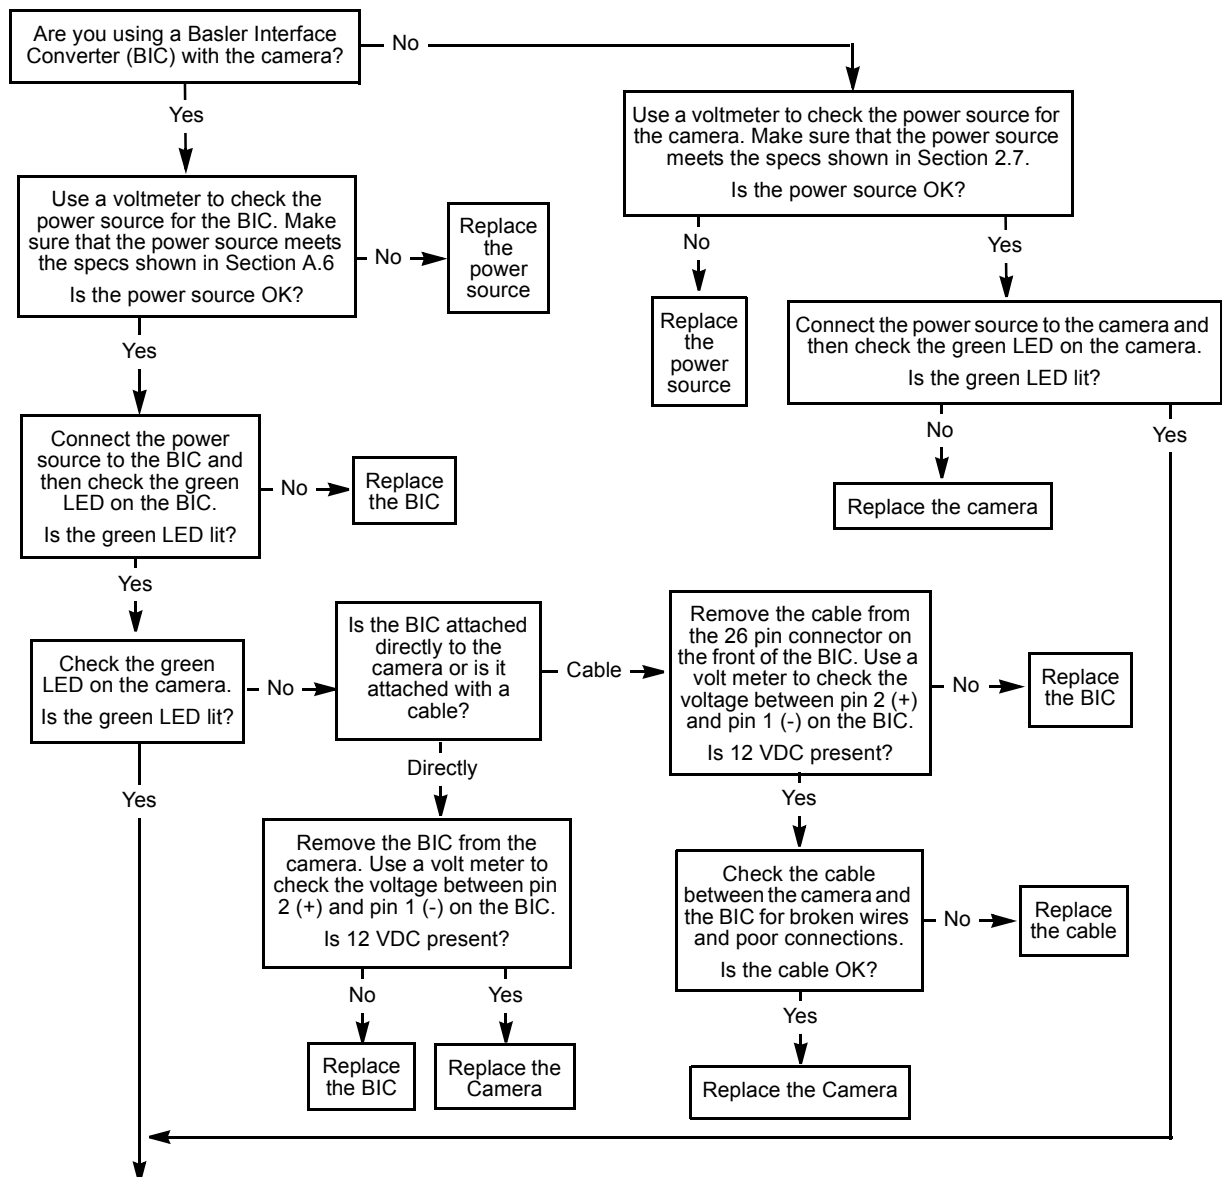 Are you using a Basler Interface
Converter (BIC) with the camera?
No
Yes
Use a voltmeter to check the power source for
the camera. Make sure that the power source
meets the specs shown in Section 2.7.
Is the power source OK?
Use a voltmeter to check the
power source for the BIC. Make
sure that the power source meets
the specs shown in Section A.6
Is the power source OK?
No
Replace
the
power
source
No
Yes
Replace
the
power
source
Connect the power source to the camera and
then check the green LED on the camera.
Is the green LED lit?
Yes
No
Yes
Replace the camera
Connect the power
source to the BIC and
then check the green
LED on the BIC.
Is the green LED lit?
No
Replace
the BIC
Yes
Check the green
LED on the camera.
Is the green LED lit?
No
Is the BIC attached
directly to the
camera or is it
attached with a
cable?
Cable
Remove the cable from
the 26 pin connector on
the front of the BIC. Use a
volt meter to check the
voltage between pin 2 (+)
and pin 1 (-) on the BIC.
Is 12 VDC present?
No
Replace
the BIC
Directly
Yes
Yes
Remove the BIC from the
camera. Use a volt meter to
check the voltage between pin
2 (+) and pin 1 (-) on the BIC.
Is 12 VDC present?
Check the cable
between the camera and
the BIC for broken wires
and poor connections.
Is the cable OK?
No
Replace
the cable
No
Yes
Yes
Replace
the BIC
Replace the
Camera
Replace the Camera